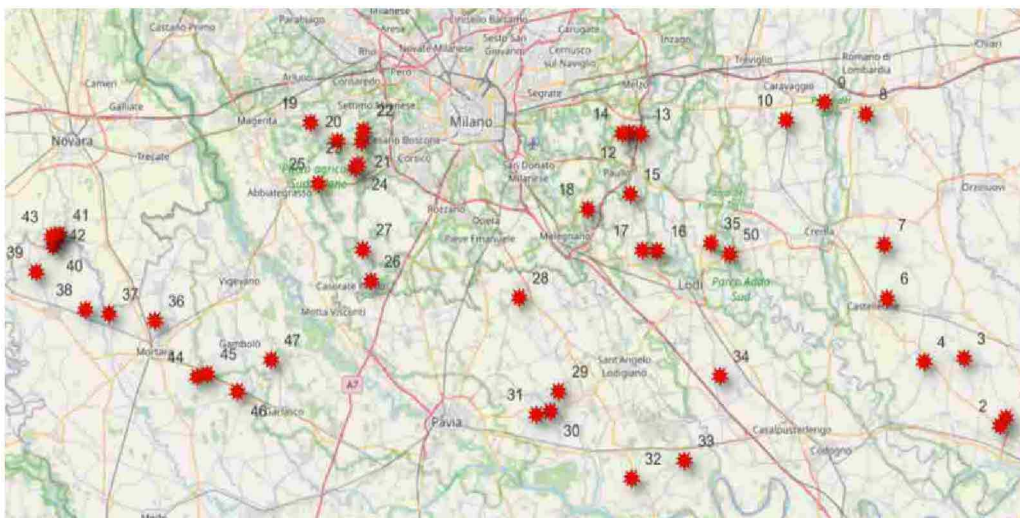 Castano Primo
Parabiago
Milanese
Cinisello Balsamo
Carugate
Chiari
Arese
Novate Milanese
Sesto San
Giovanni
Cernusco
sul Naviglio
Inzago
Treviglio
Romano di
Lombardia
Rho
Pero
Cornaredo
Cameri
Arluno
Galliate
Segrate
Melzo
Caravaggio
9
8
10
Settimo Milanese
22
19
Magenta
Milano
14
13
Novara
20
Cesano Boscone
Trecate
Corsico
12
21
San Donato
Milanese
Paullo
15
25
24
Abbiategrasso
18
Orzinuovi
Rozzano
Opera
43
41
42
27
Pieve Emanuele
Melegnano
17
16
35
50
Crema
7
39
40
26
Lodi
Parco Adda
Sud
6
38
37
36
Vigevano
28
Motta Visconti
Castelleone
Gambolò
47
Mortara
44
45
Sant'Angelo
Lodigiano
34
4
3
A7
29
46
Garlasco
31
30
2
Pavia
Casalpusterlengo
Codogno
33
32